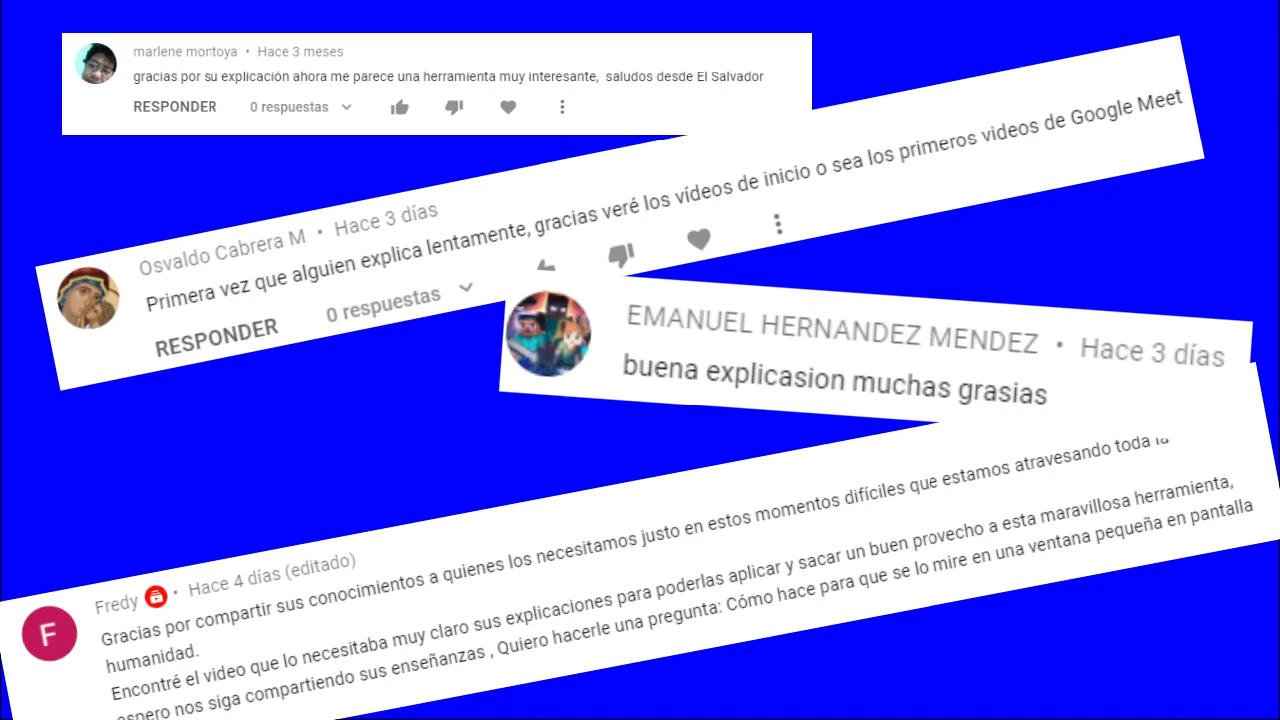 marlene montoya • Hace 3 meses
gracias por su explicación ahora me parece una herramienta muy interesante, saludos desde El Salvador
RESPONDER 0 respuestas
Osvaldo Cabrera M • Hace 3 días
Primera vez que alguien explica lentamente, gracias veré los vídeos de inicio o sea los primeros videos de Google Meet
RESPONDER 0 respuestas
EMANUEL HERNANDEZ MENDEZ • Hace 3 días
buena explicasion muchas grasias
F
Fredy • Hace 4 días (editado)
Gracias por compartir sus conocimientos a quienes los necesitamos justo en estos momentos difíciles que estamos atravesando toda la
humanidad.
Encontré el video que lo necesitaba muy claro sus explicaciones para poderlas aplicar y sacar un buen provecho a esta maravillosa herramienta,
espero nos siga compartiendo sus enseñanzas , Quiero hacerle una pregunta: Cómo hace para que se lo mire en una ventana pequeña en pantalla